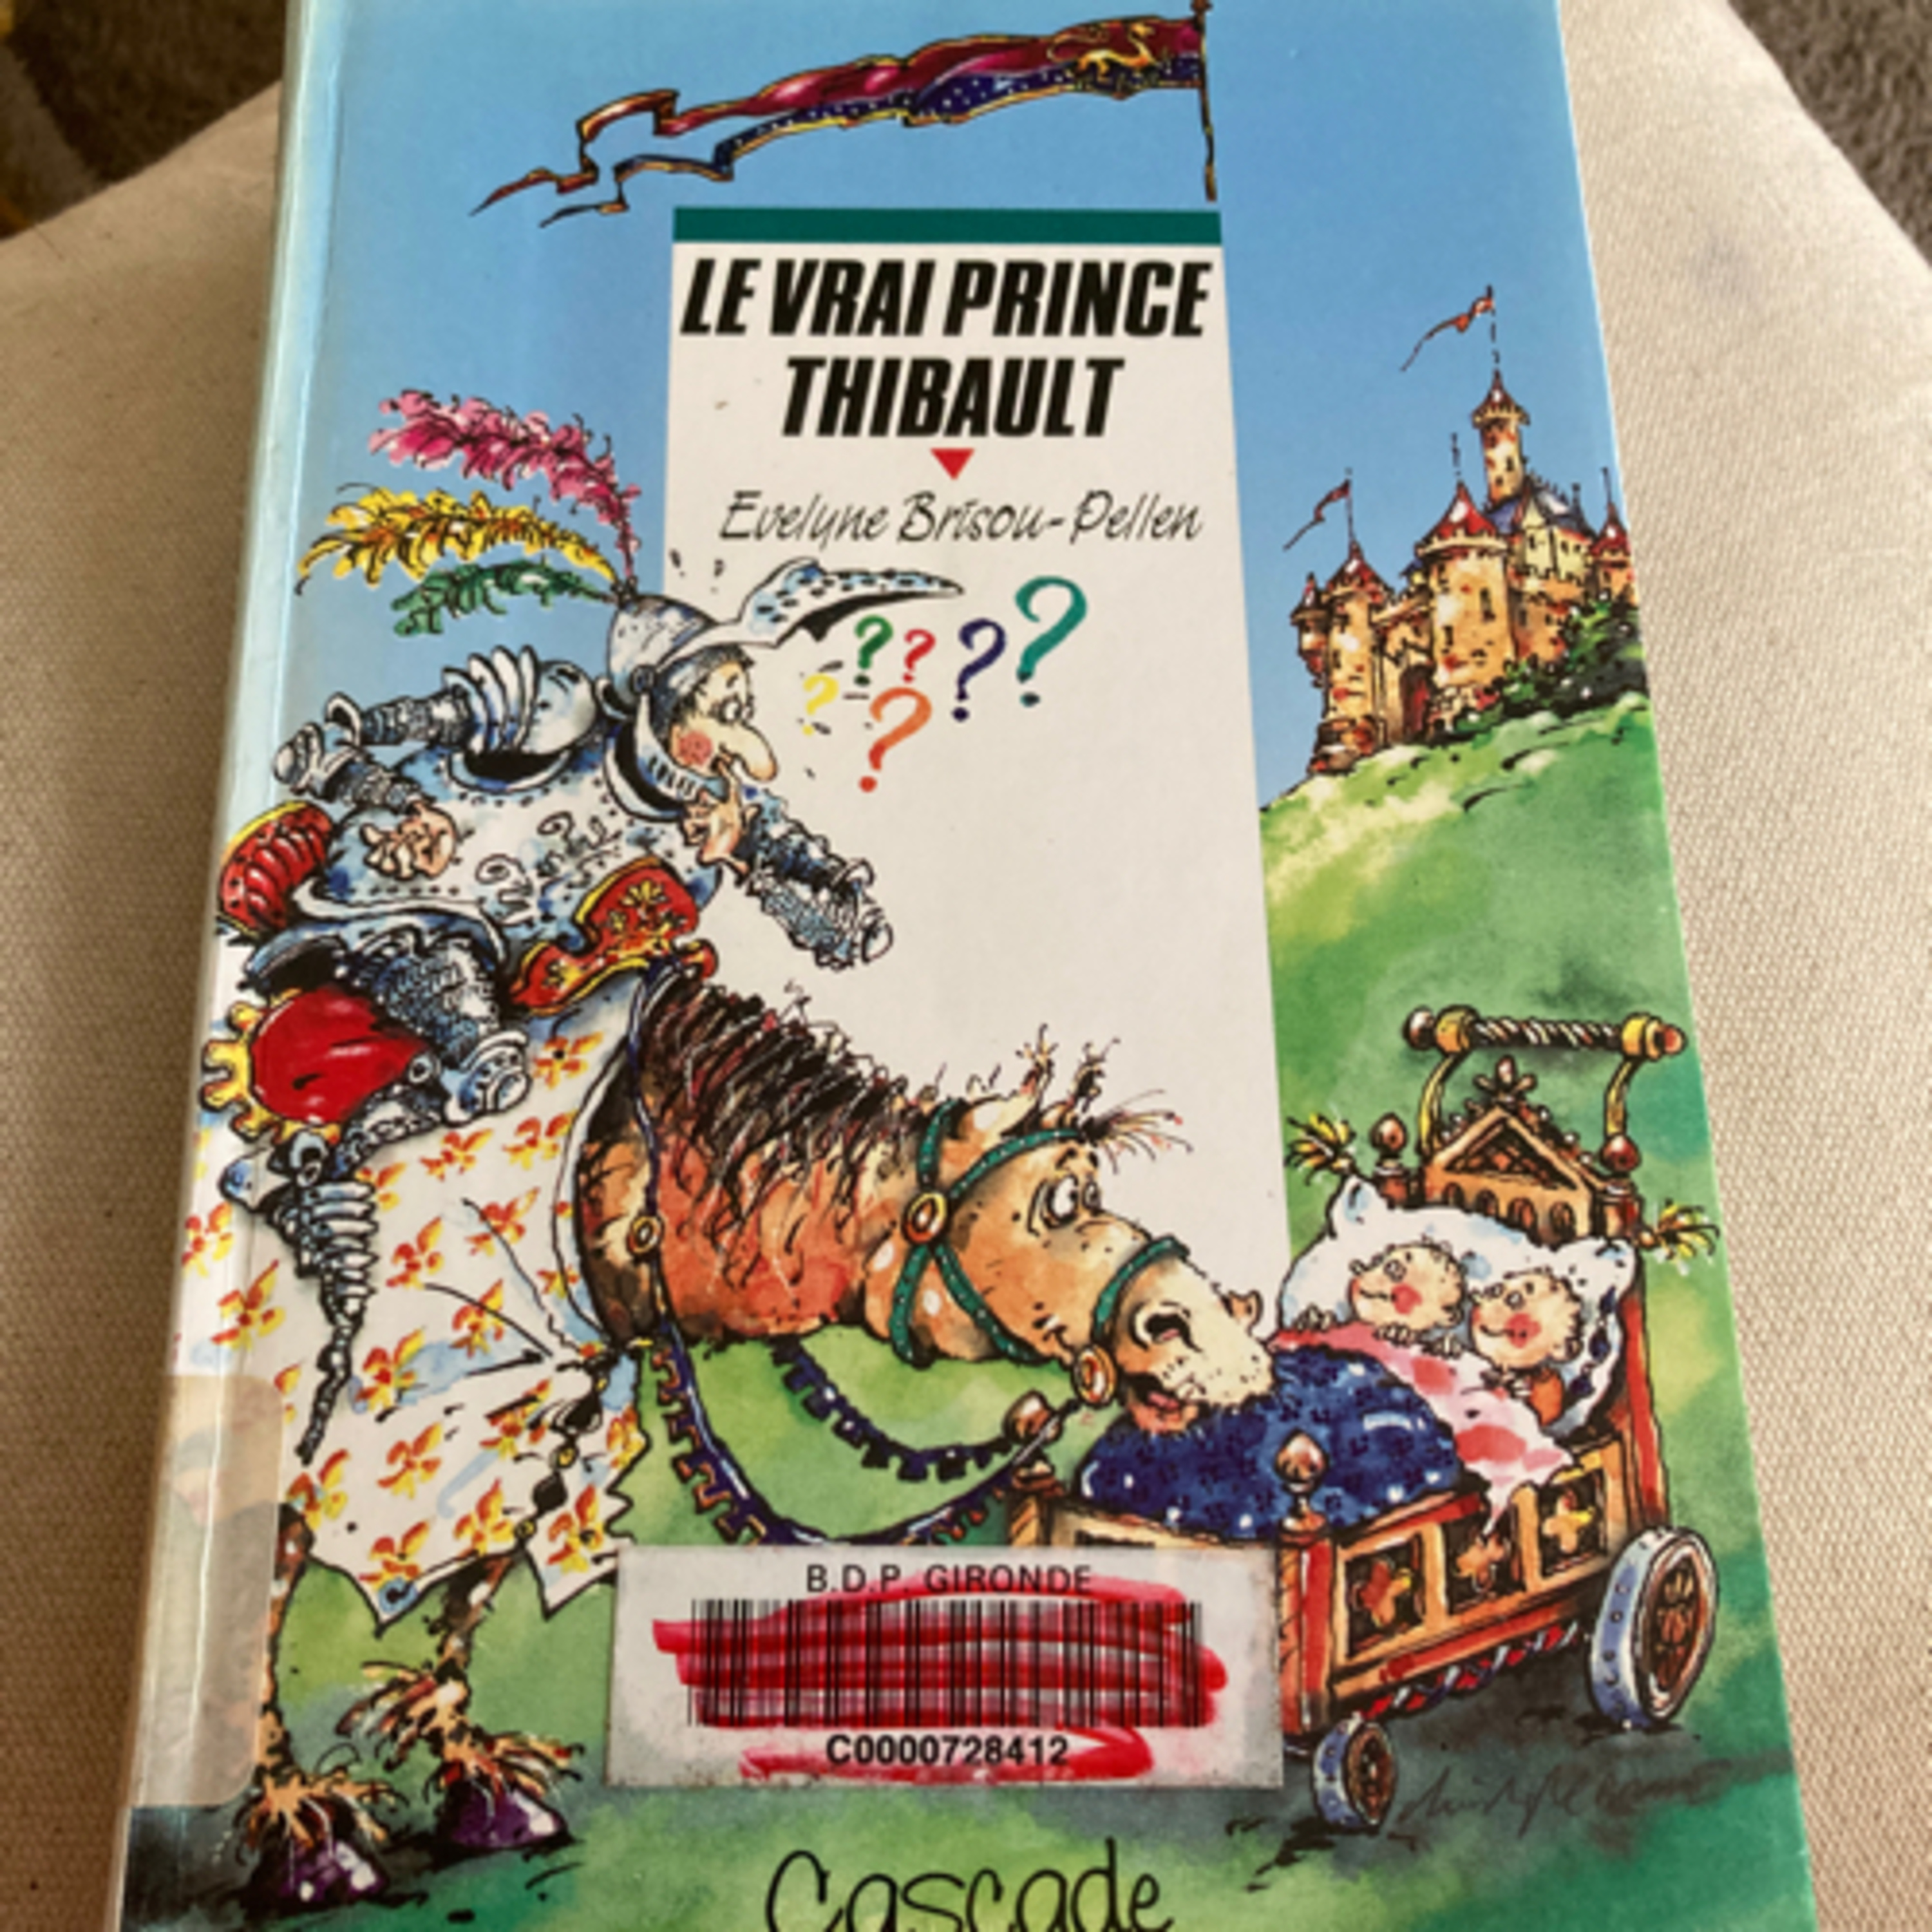 LE VRAI PRINCE
THIBAULT
Evelyne Brisou-Pellen
? ? ? ? ? ?
B.D.P. GIRONDE
C0000728412
Cascade